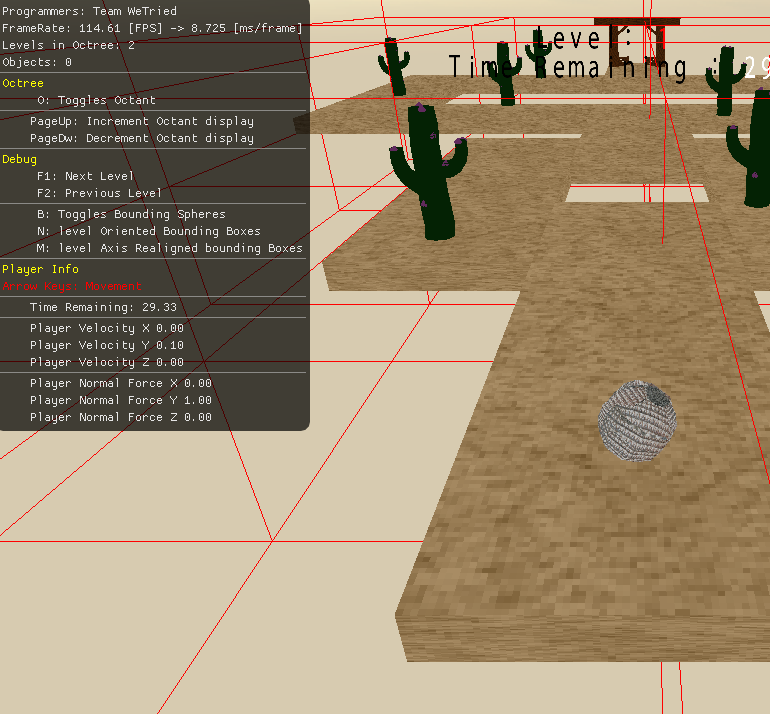 Programmers: Team WeTried
FrameRate: 114.61 [FPS] -> 8.725 [ms/frame]
Levels in Octree: 2
Objects: 0
Octree
O: Toggles Octant
PageUp: Increment Octant display
PageDw: Decrement Octant display
Debug
F1: Next Level
F2: Previous Level
B: Toggles Bounding Spheres
N: level Oriented Bounding Boxes
M: level Axis Realigned bounding Boxes
Player Info
Arrow Keys: Movement
Time Remaining: 29.33
Player Velocity X 0.00
Player Velocity Y 0.10
Player Velocity Z 0.00
Player Normal Force X 0.00
Player Normal Force Y 1.00
Player Normal Force Z 0.00
Level:
Time Remaining : 29